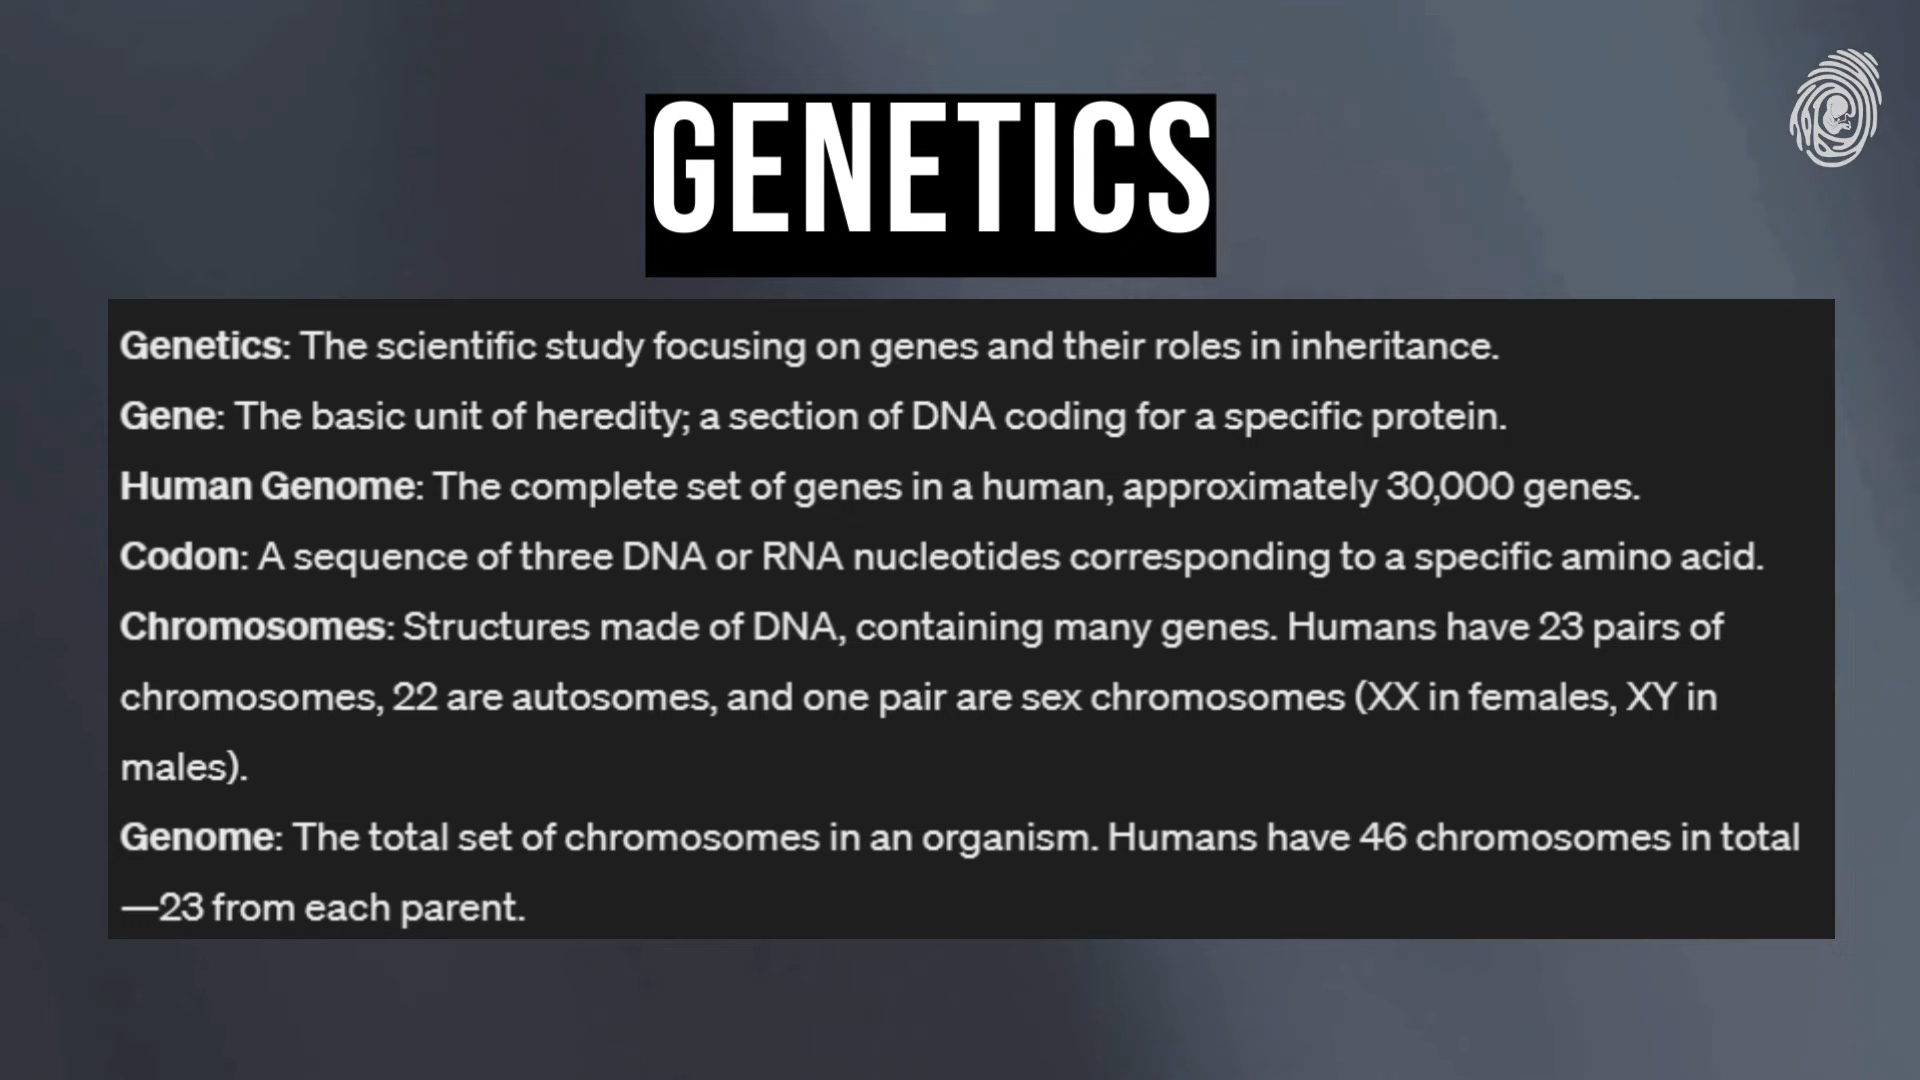 GENETICS
Genetics: The scientific study focusing on genes and their roles in inheritance.
Gene: The basic unit of heredity; a section of DNA coding for a specific protein.
Human Genome: The complete set of genes in a human, approximately 30,000 genes.
Codon: A sequence of three DNA or RNA nucleotides corresponding to a specific amino acid.
Chromosomes: Structures made of DNA, containing many genes. Humans have 23 pairs of
chromosomes, 22 are autosomes, and one pair are sex chromosomes (XX in females, XY in
males).
Genome: The total set of chromosomes in an organism. Humans have 46 chromosomes in total
—23 from each parent.